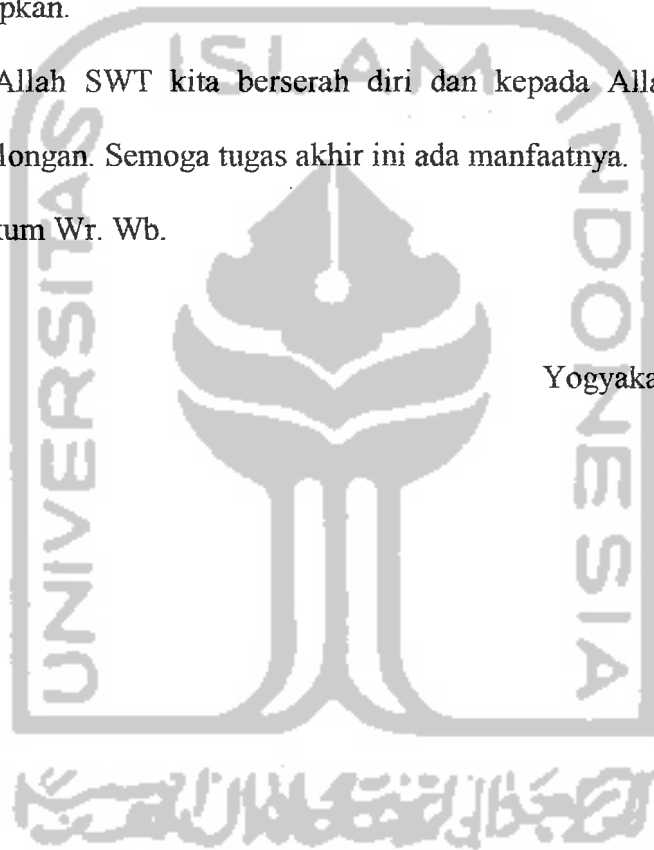 pkan.
Allah SWT kita berserah diri dan kepada Alla
longan. Semoga tugas akhir ini ada manfaatnya.
kum Wr. Wb.
Yogyaka
UNIVERSITAS
ISLAM
INDONESIA